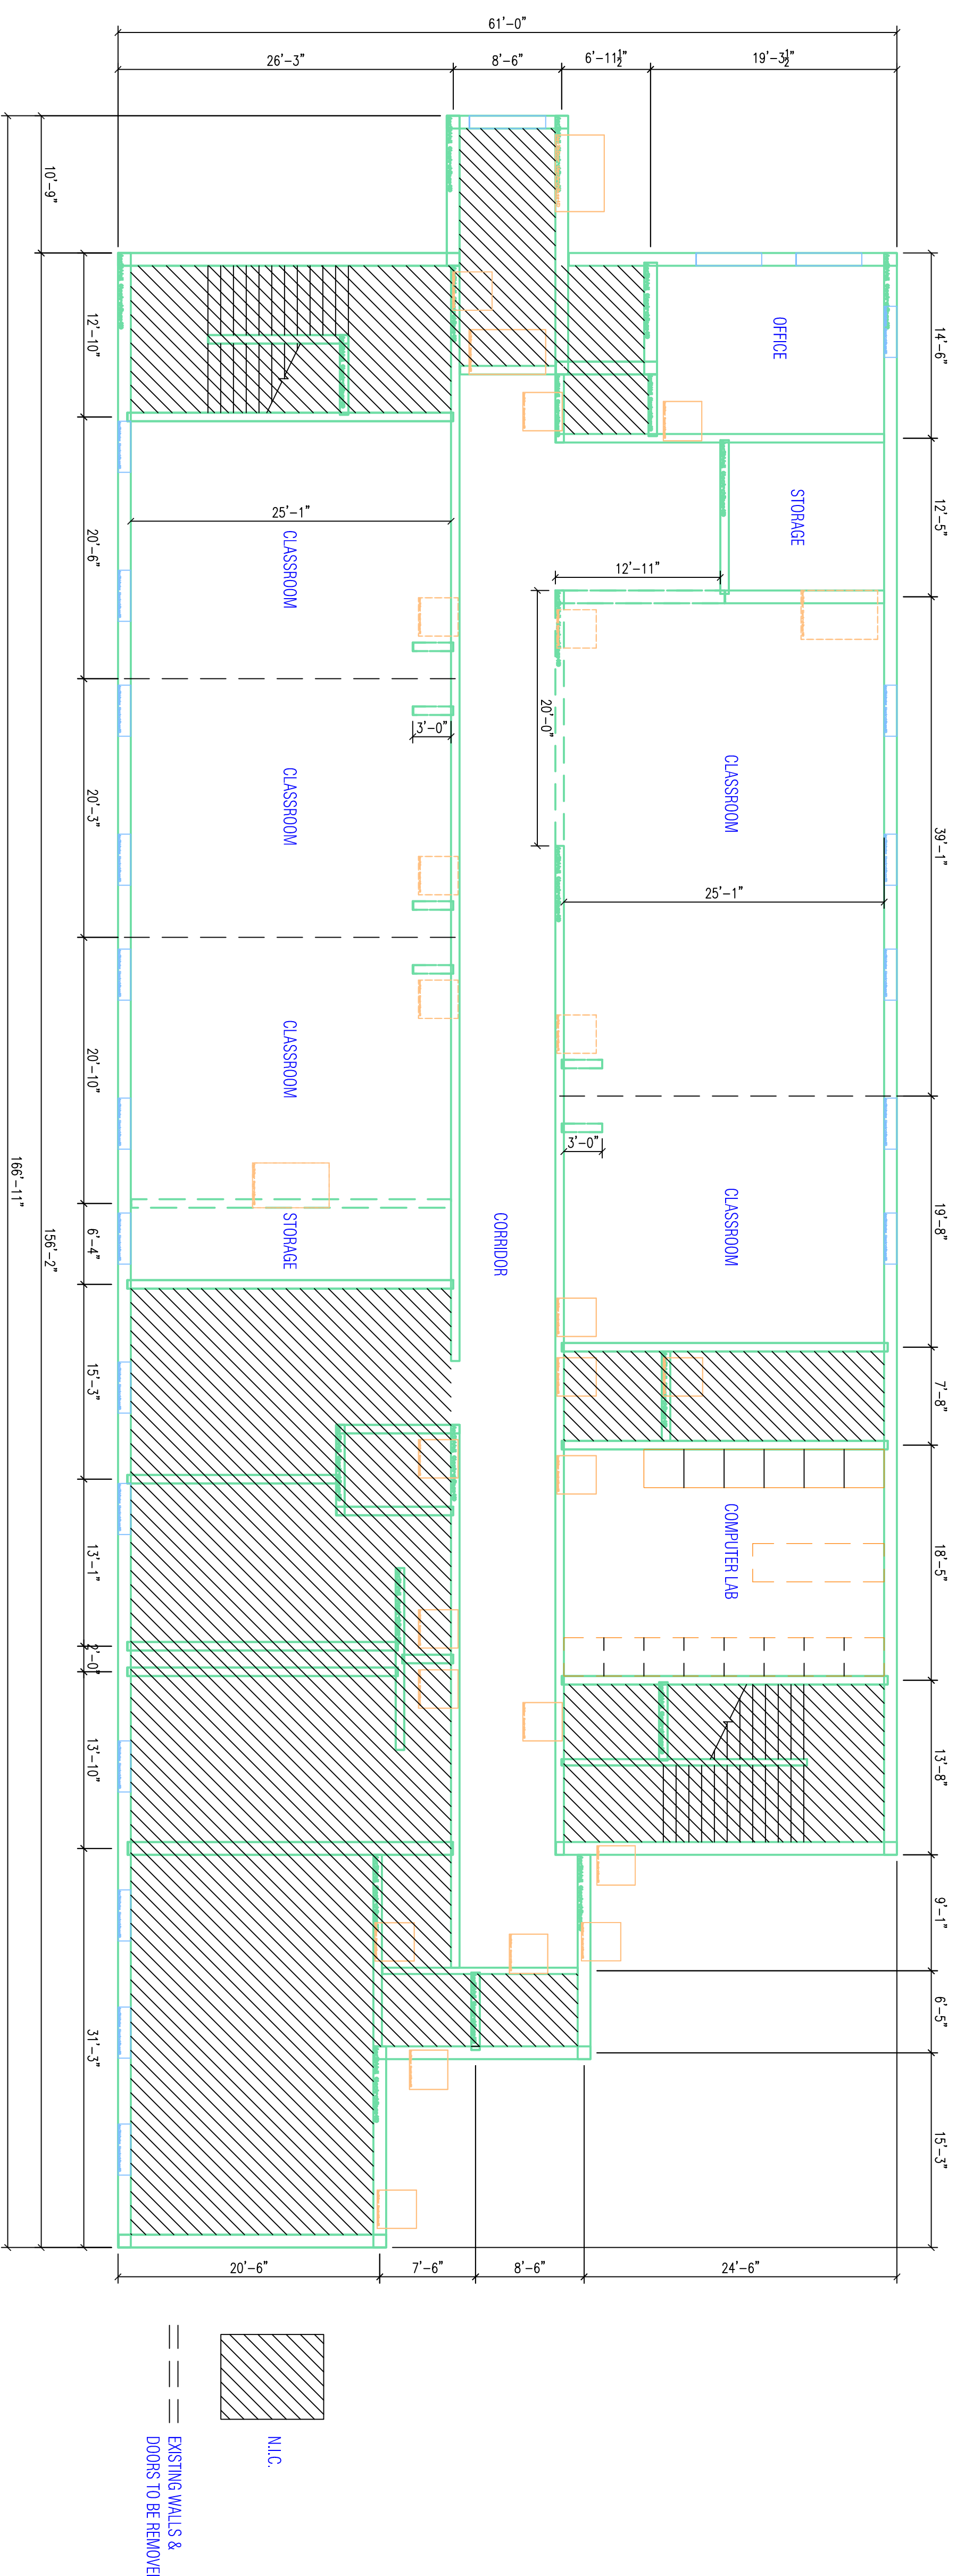 61'-0"
26'-3"
8'-6"
6'-11½"
19'-3½"
10'-9"
12'-10"
14'-6"
OFFICE
12'-5"
STORAGE
25'-1"
20'-6"
CLASSROOM
12'-11"
20'-0"
3'-0"
20'-3"
CLASSROOM
CLASSROOM
39'-1"
25'-1"
20'-10"
CLASSROOM
3'-0"
166'-11"
156'-2"
6'-4"
STORAGE
CORRIDOR
CLASSROOM
19'-8"
15'-3"
7'-8"
13'-1"
COMPUTER LAB
18'-5"
2'-0"
13'-10"
13'-8"
9'-1"
6'-5"
31'-3"
15'-3"
20'-6"
7'-6"
8'-6"
24'-6"
N.I.C.
EXISTING WALLS &
DOORS TO BE REMOVE